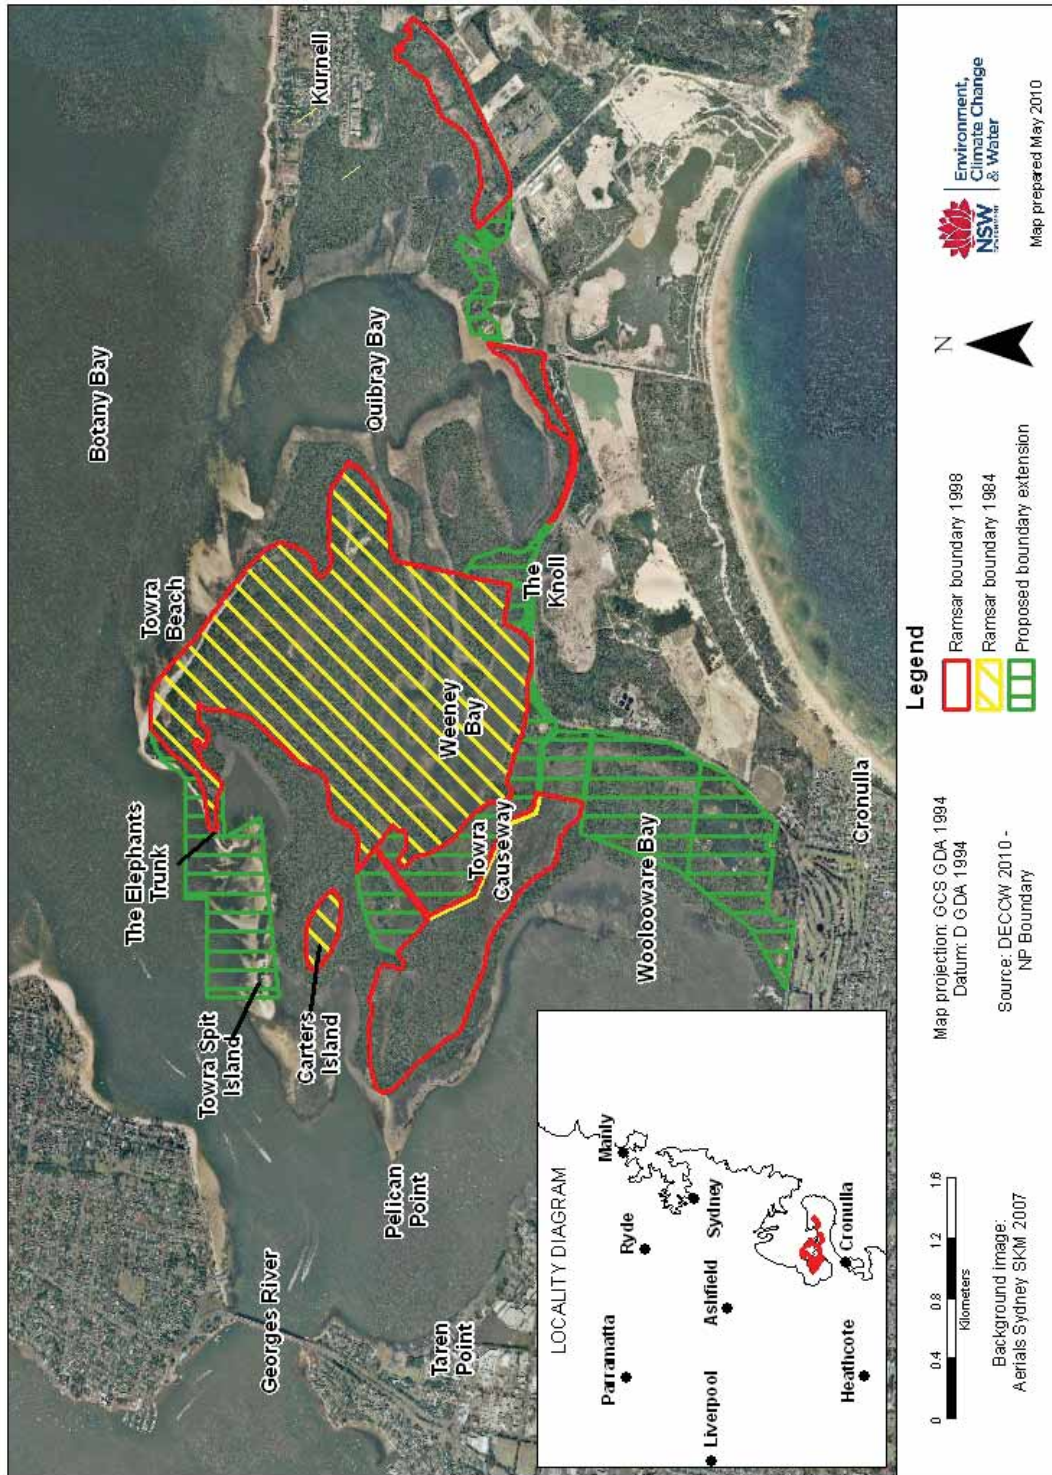 Botany Bay
Kurnell
Quibray Bay
Towra
Beach
The Elephants
Trunk
Towra Spit
Island
Carters
Island
Weeney
Bay
The
Knoll
Towra
Causeway
Woolooware Bay
Cronulla
Pelican
Point
Georges River
Taren
Point
LOCALITY DIAGRAM
Manly
Ryde
Parramatta
Sydney
Ashfield
Liverpool
Cronulla
Heathcote
0 0.4 0.8 1.2 1.6
Kilometers
Background image:
Aerials Sydney SKM 2007
Map projection: GCS GDA 1994
Datum: D GDA 1994
Source: DECCW 2010 -
NP Boundary
Legend
Ramsar boundary 1998
Ramsar boundary 1984
Proposed boundary extension
N
NSW
GOVERNMENT
Environment,
Climate Change
& Water
Map prepared May 2010